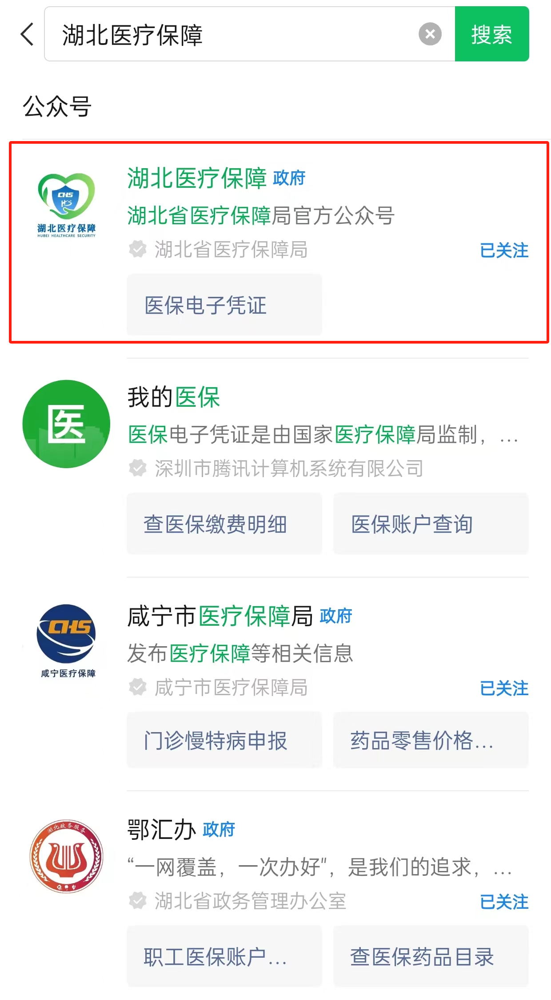 湖北医疗保障
搜索
公众号
湖北医疗保障 政府
湖北省医疗保障局官方公众号
湖北省医疗保障局
已关注
医保电子凭证
CHS
HS
湖北医疗保障
HUBEI HEALTHCARE SECURITY
我的医保
医保电子凭证是由国家医疗保障局监制，...
深圳市腾讯计算机系统有限公司
查医保缴费明细
医保账户查询
医
咸宁市医疗保障局 政府
发布医疗保障等相关信息
咸宁市医疗保障局
已关注
门诊慢特病申报
药品零售价格...
CHS
咸宁医疗保障
鄂汇办 政府
“一网覆盖，一次办好”，是我们的追求，...
湖北省政务管理办公室
已关注
职工医保账户...
查医保药品目录
湖北政务服务